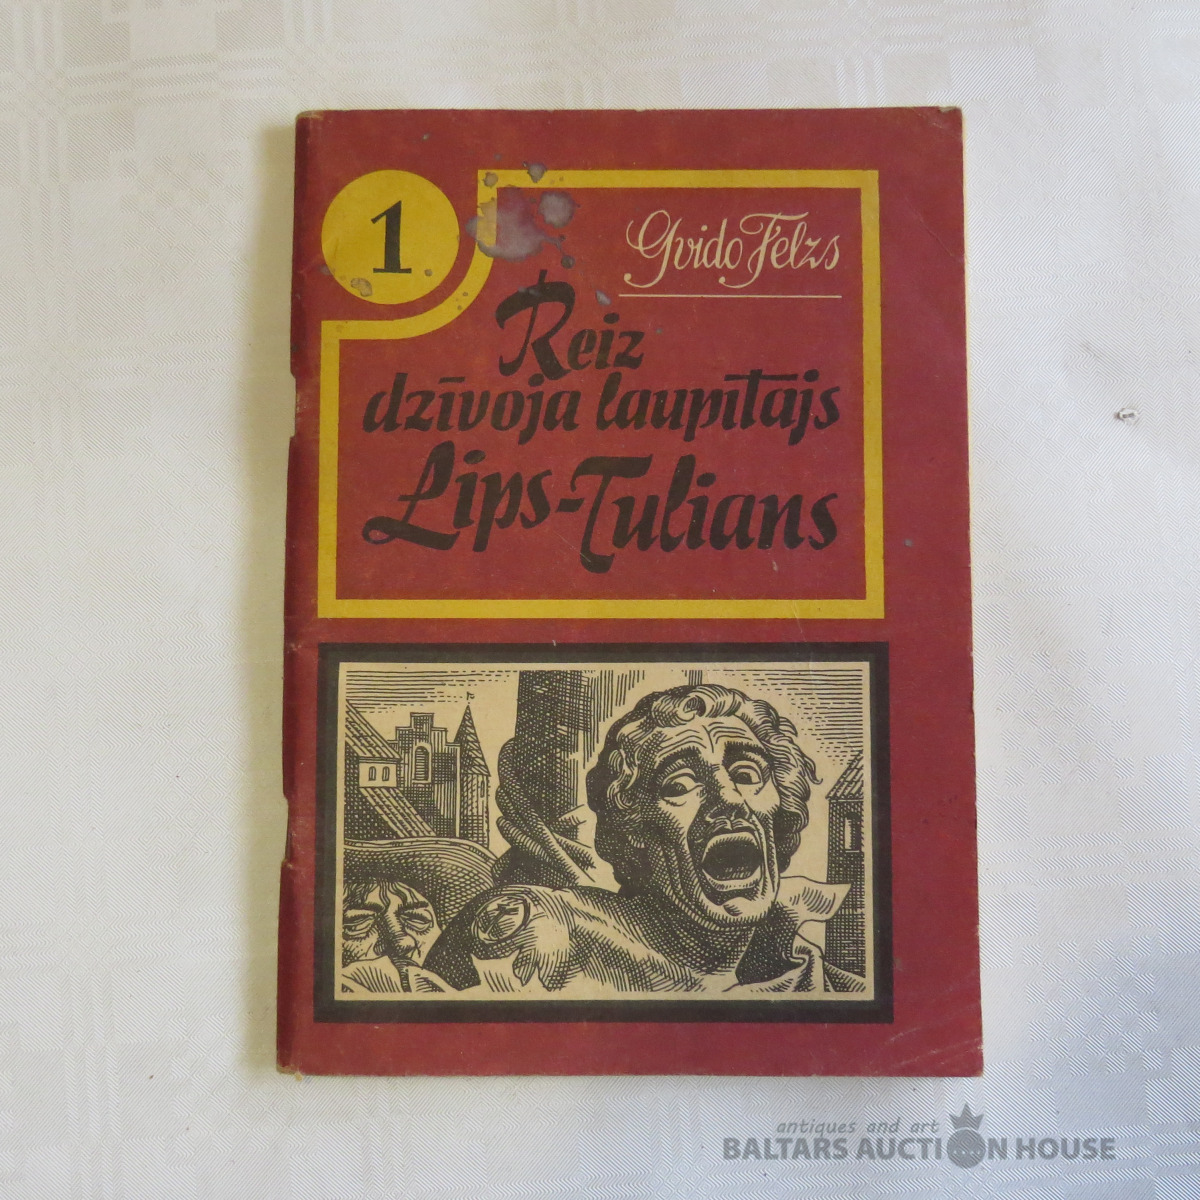 1
Gvido Felzs
Reiz
dzīvoja laupītājs
Lips-Tulians
antiques and art
BALTARS AUCTION HOUSE